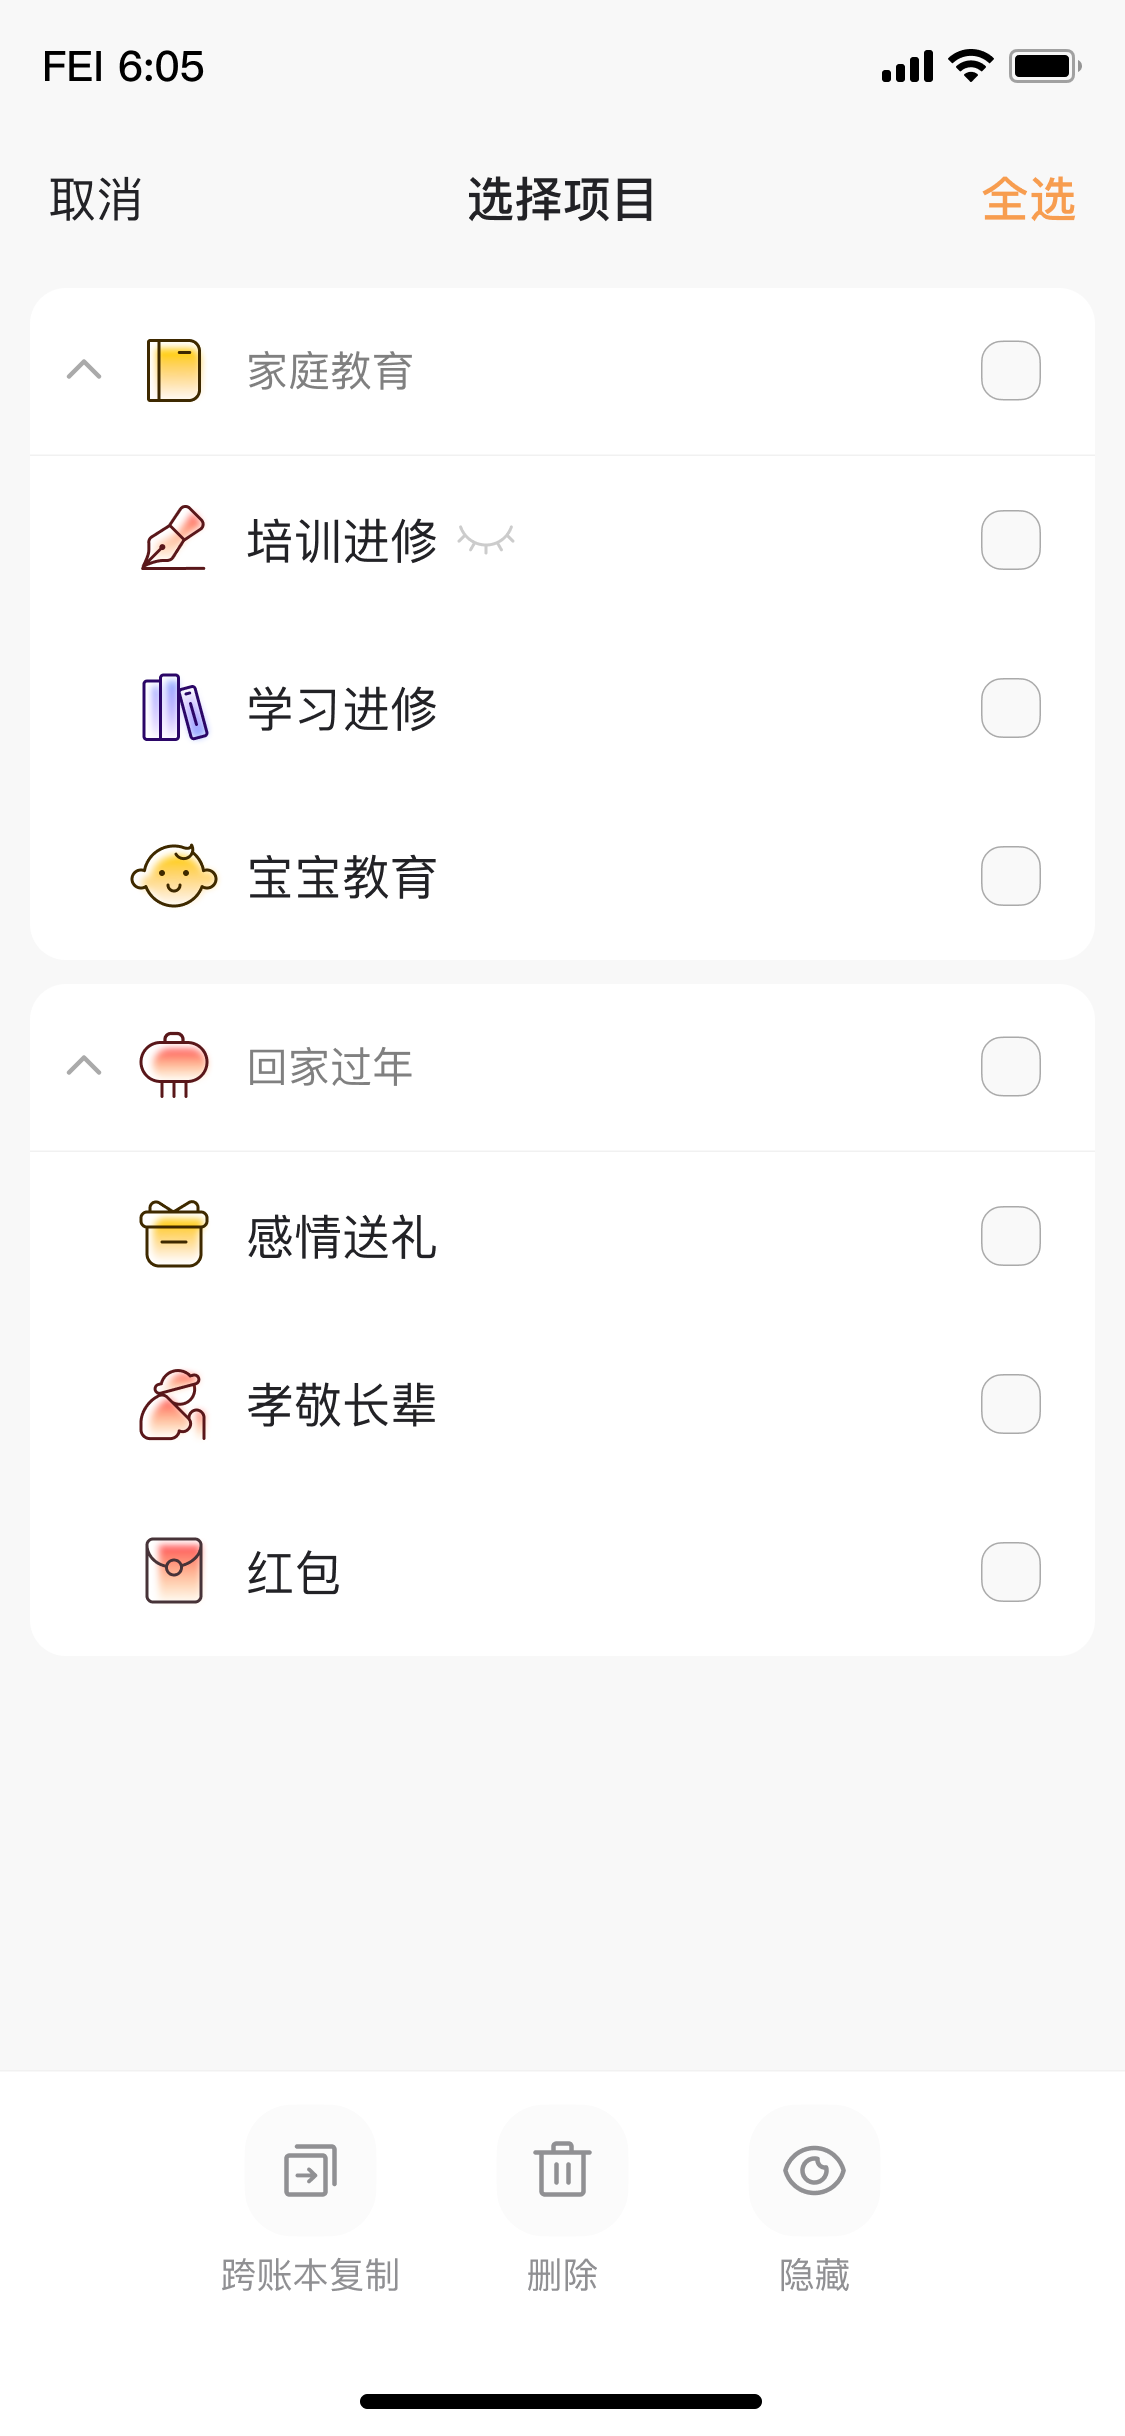 FEI 6:05
取消 选择项目 全选
家庭教育
培训进修
学习进修
宝宝教育
回家过年
感情送礼
孝敬长辈
红包
跨账本复制 删除 隐藏